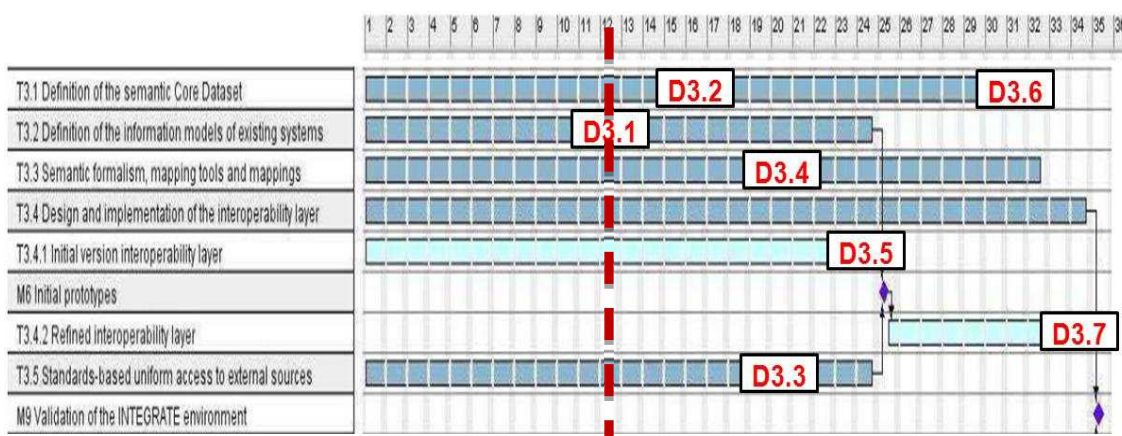 1 2 3 4 5 6 7 8 9 10 11 12 13 14 15 16 17 18 19 20 21 22 23 24 25 26 27 28 29 30 31 32 33 34 35 36
T3.1 Definition of the semantic Core Dataset D3.2 D3.6
T3.2 Definition of the information models of existing systems D3.1
T3.3 Semantic formalism, mapping tools and mappings D3.4
T3.4 Design and implementation of the interoperability layer
T3.4.1 Initial version interoperability layer D3.5
M6 Initial prototypes
T3.4.2 Refined interoperability layer D3.7
T3.5 Standards-based uniform access to external sources D3.3
M9 Validation of the INTEGRATE environment